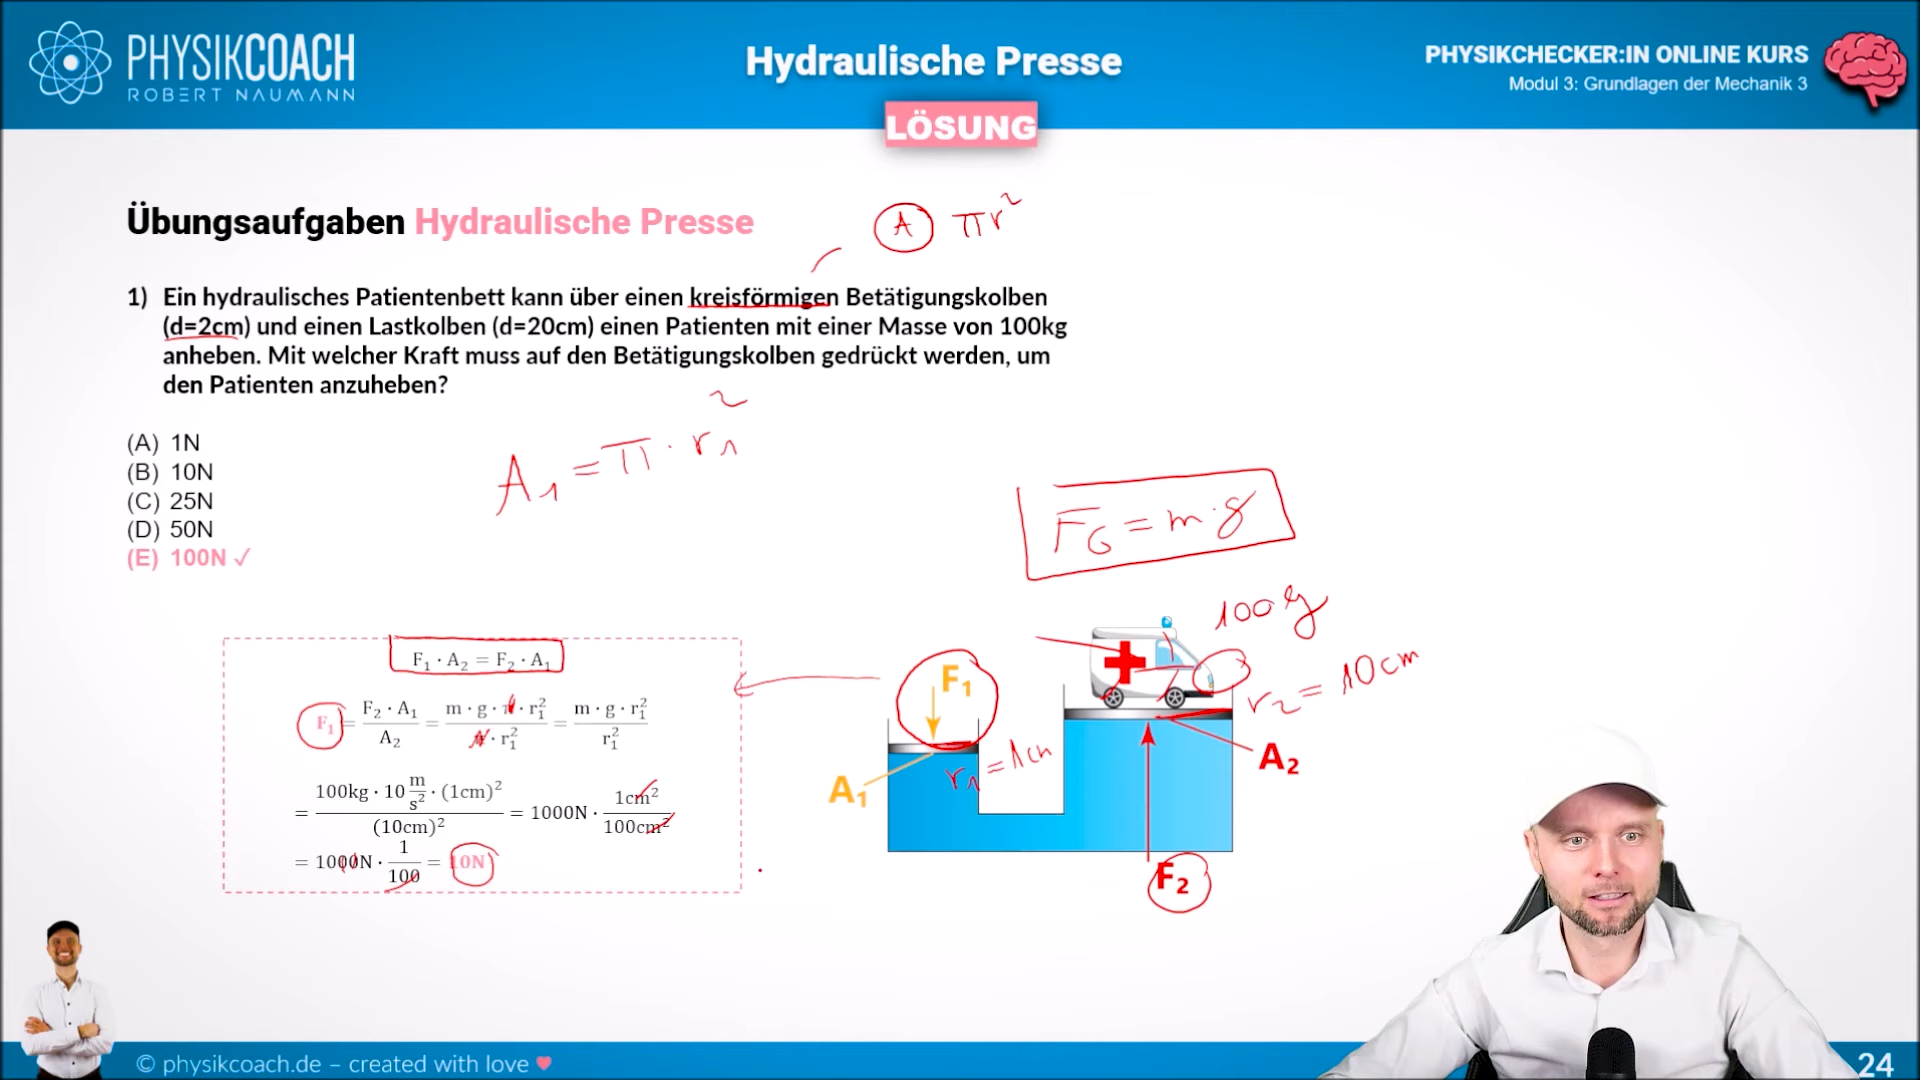 PHYSIKCOACH
ROBERT NAUMANN
Hydraulische Presse
LÖSUNG
PHYSIKCHECKER:IN ONLINE KURS
Modul 3: Grundlagen der Mechanik 3
Übungsaufgaben Hydraulische Presse
A πr²
1) Ein hydraulisches Patientenbett kann über einen kreisförmigen Betätigungskolben
(d=2cm) und einen Lastkolben (d=20cm) einen Patienten mit einer Masse von 100kg
anheben. Mit welcher Kraft muss auf den Betätigungskolben gedrückt werden, um
den Patienten anzuheben?
(A) 1N
(B) 10N
(C) 25N
(D) 50N
(E) 100N ✓
A₁ = π · r₁²
F_G = m · g
F₁ · A₂ = F₂ · A₁
F₁ = F₂ · A₁ / A₂ = m · g · π · r₁² / π · r₁² = m · g · r₁² / r₁²
= 100kg · 10 m/s² · (1cm)² / (10cm)² = 1000N · 1cm² / 100cm²
= 1000N · 1/100 = 10N
F₁
A₁
r₁ = 1cm
r₂ = 10cm
A₂
F₂
© physikcoach.de – created with love
24